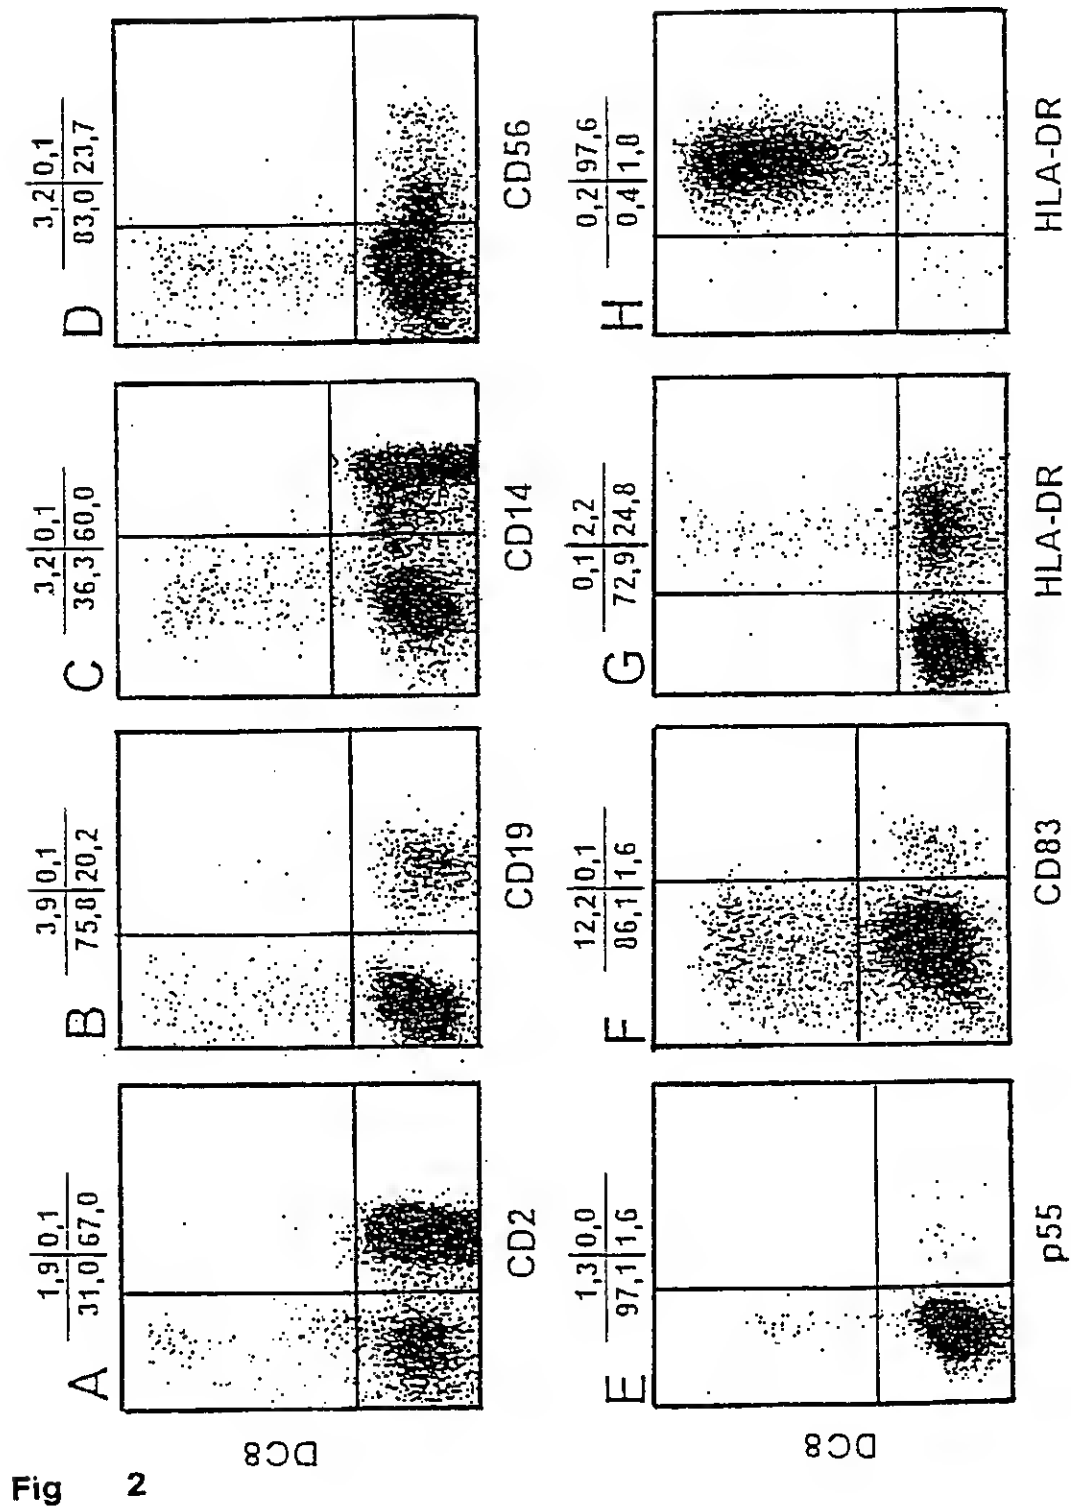 A
1,9|0,1
31,0|67,0
CD2
B
3,9|0,1
75,8|20,2
CD19
C
3,2|0,1
36,3|60,0
CD14
D
3,2|0,1
83,0|23,7
CD56
DC8
E
1,3|0,0
97,1|1,6
p55
F
12,2|0,1
86,1|1,6
CD83
G
0,1|2,2
72,9|24,8
HLA-DR
H
0,2|97,6
0,4|1,8
HLA-DR
DC8
Fig 2